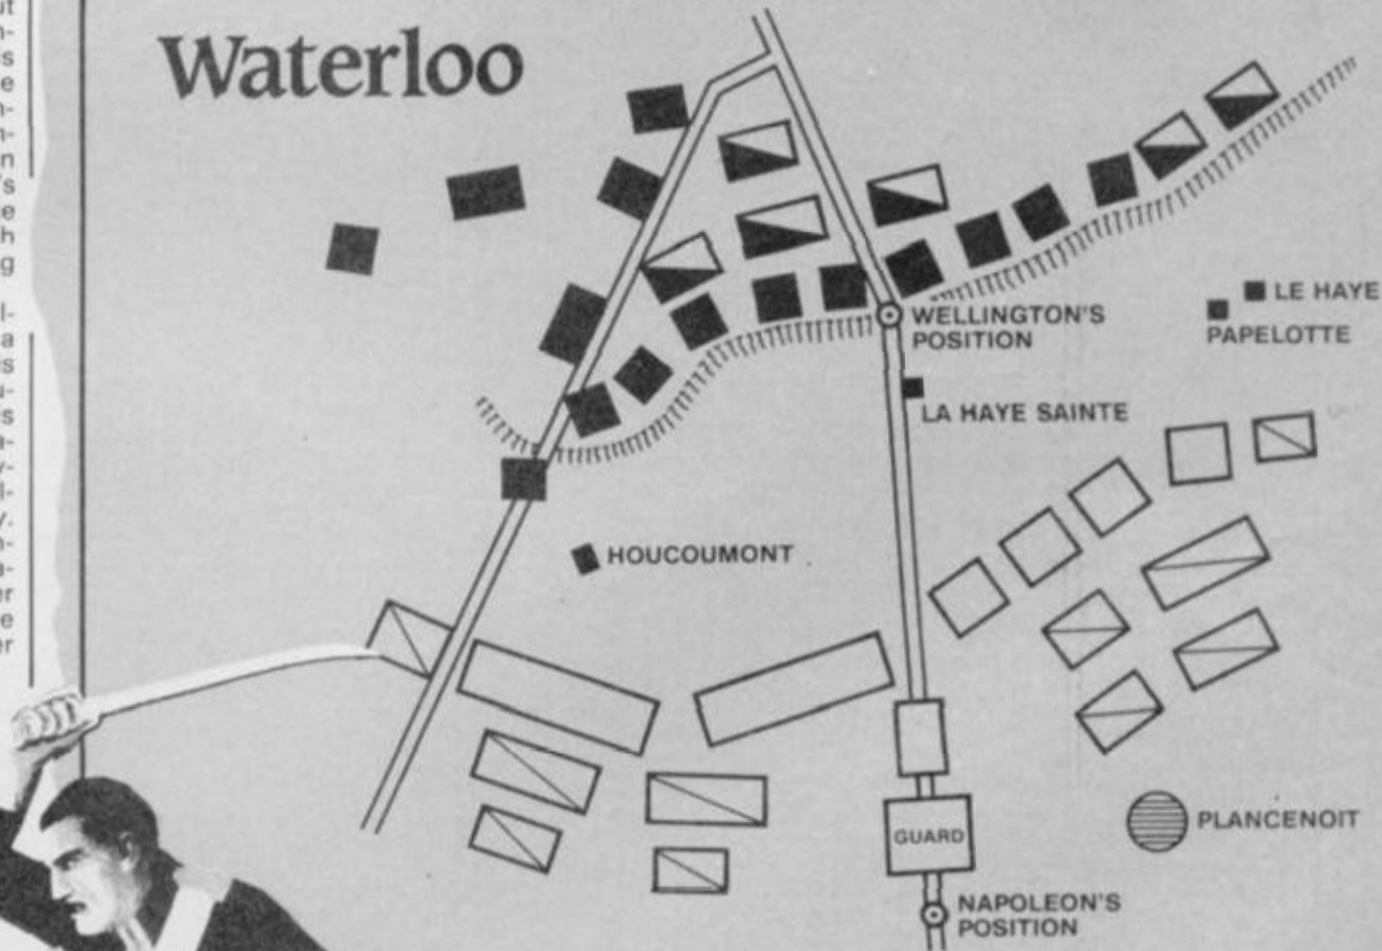 Waterloo
LE HAYE
PAPELOTTE
WELLINGTON'S
POSITION
LA HAYE SAINTE
HOUCOUMONT
GUARD
PLANCENOIT
NAPOLEON'S
POSITION